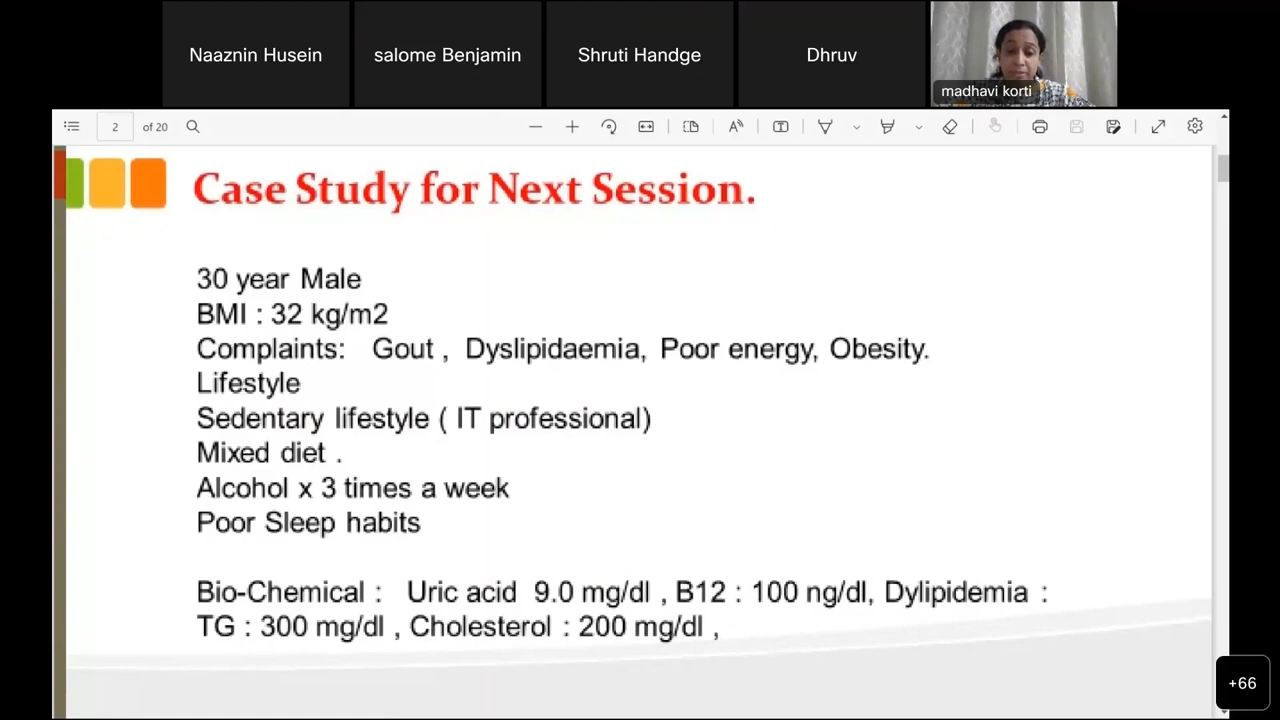 Naaznin Husein
salome Benjamin
Shruti Handge
Dhruv
madhavi korti
2 of 20
Case Study for Next Session.
30 year Male
BMI : 32 kg/m2
Complaints: Gout , Dyslipidaemia, Poor energy, Obesity.
Lifestyle
Sedentary lifestyle ( IT professional)
Mixed diet .
Alcohol x 3 times a week
Poor Sleep habits
Bio-Chemical : Uric acid 9.0 mg/dl , B12 : 100 ng/dl, Dylipidemia :
TG : 300 mg/dl , Cholesterol : 200 mg/dl ,
+66